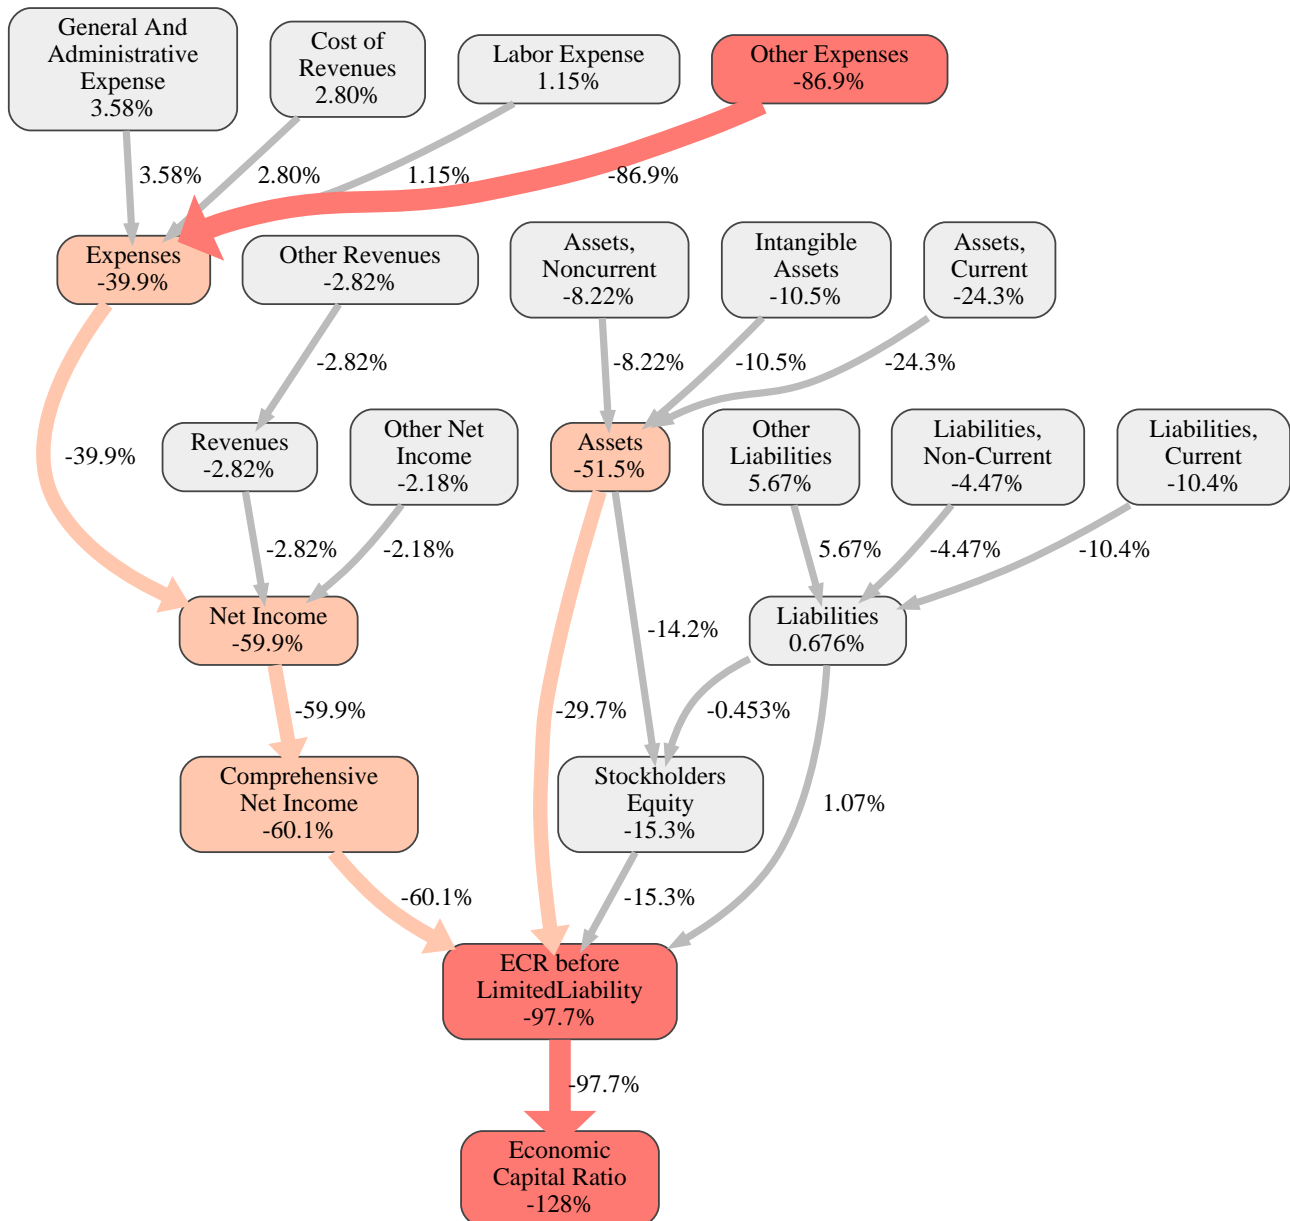 General And
Administrative
Expense
3.58%
Cost of
Revenues
2.80%
Labor Expense
1.15%
Other Expenses
-86.9%
3.58%
2.80%
1.15%
-86.9%
Expenses
-39.9%
Other Revenues
-2.82%
Assets,
Noncurrent
-8.22%
Intangible
Assets
-10.5%
Assets,
Current
-24.3%
-2.82%
-8.22%
-10.5%
-24.3%
-39.9%
Revenues
-2.82%
Other Net
Income
-2.18%
Assets
-51.5%
Other
Liabilities
5.67%
Liabilities,
Non-Current
-4.47%
Liabilities,
Current
-10.4%
-2.82%
-2.18%
5.67%
-4.47%
-10.4%
Net Income
-59.9%
-14.2%
Liabilities
0.676%
-59.9%
-29.7%
-0.453%
Comprehensive
Net Income
-60.1%
Stockholders
Equity
-15.3%
1.07%
-60.1%
-15.3%
ECR before
LimitedLiability
-97.7%
-97.7%
Economic
Capital Ratio
-128%